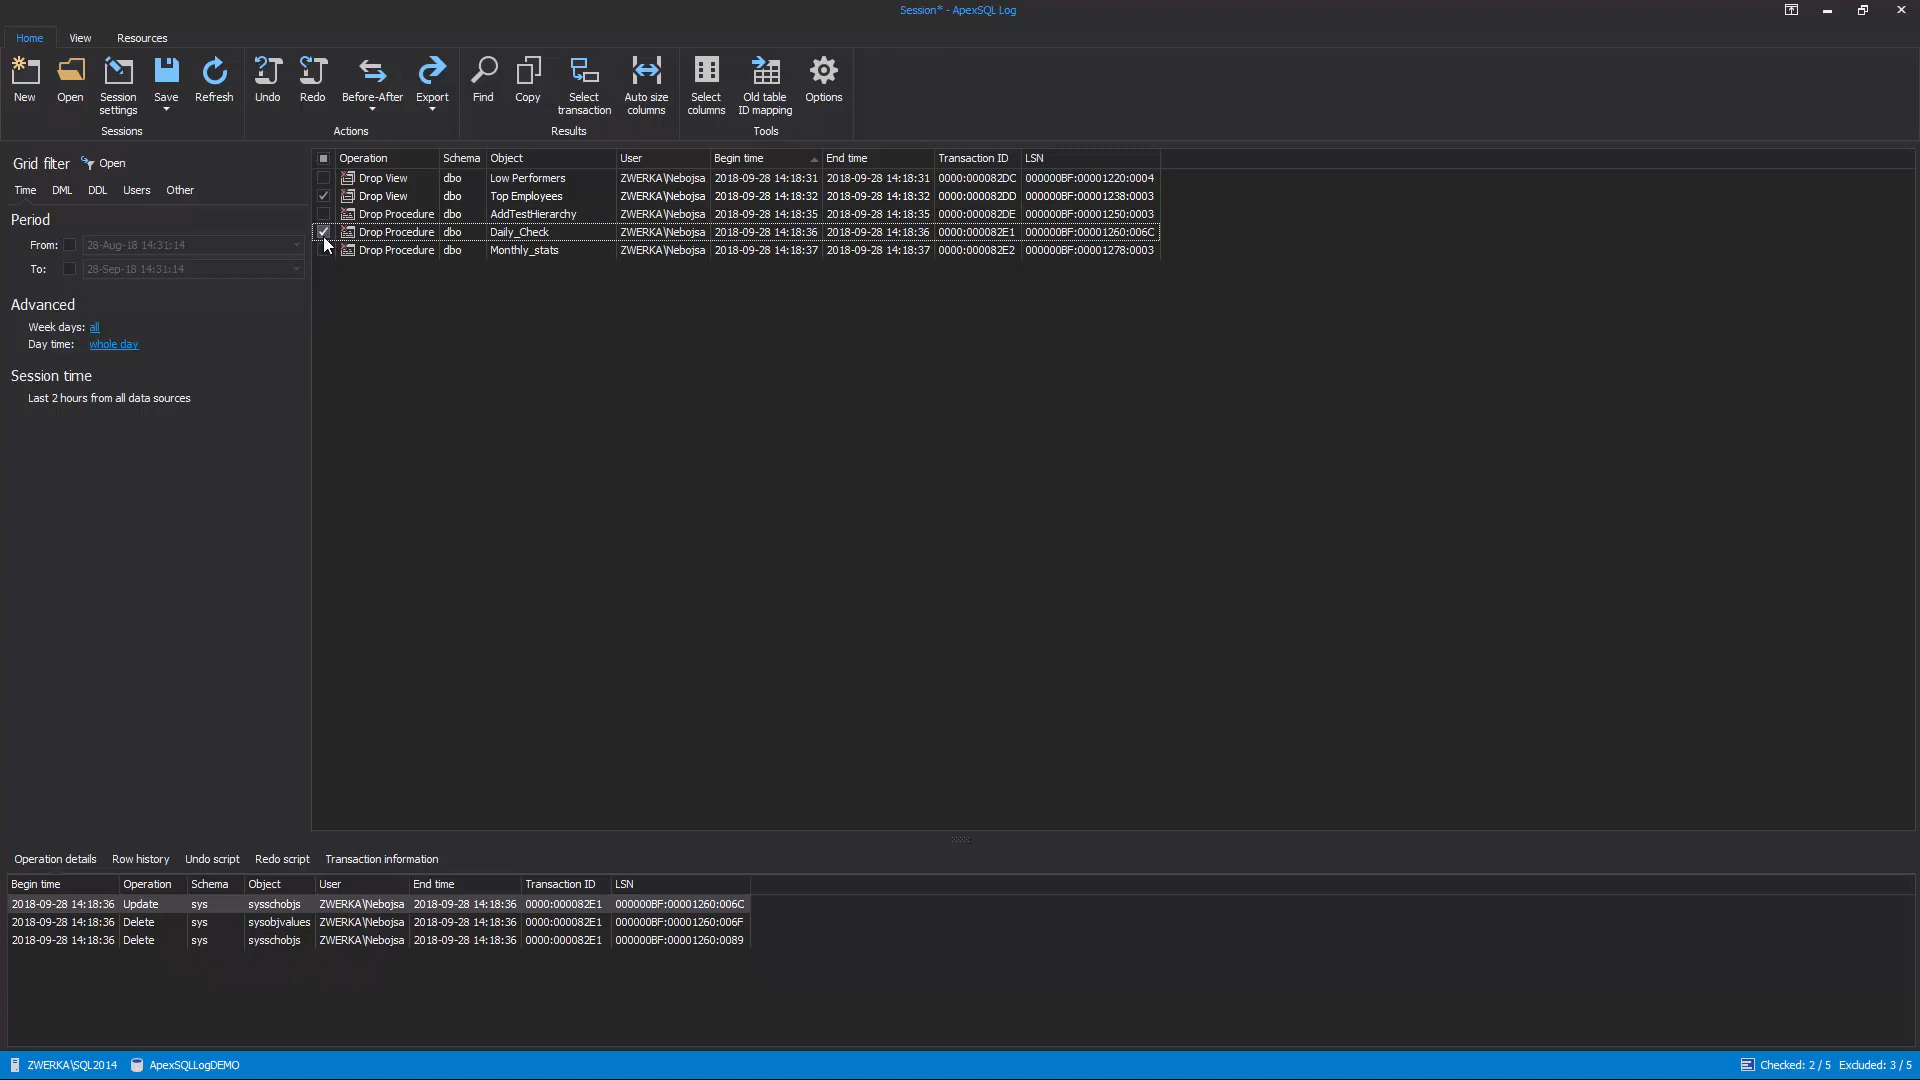 Session* - ApexSQL Log
Home View Resources
New Open Session settings Save Refresh Undo Redo Before-After Export Find Copy Select transaction Auto size columns Select columns Old table ID mapping Options
Sessions Actions Results Tools
Grid filter Open
Time DML DDL Users Other
Period
From: 28-Aug-18 14:31:14
To: 28-Sep-18 14:31:14
Advanced
Week days: all
Day time: whole day
Session time
Last 2 hours from all data sources
Operation Schema Object User Begin time End time Transaction ID LSN
Drop View dbo Low Performers ZWERKA\Nebojsa 2018-09-28 14:18:31 2018-09-28 14:18:31 0000:000082DC 000000BF:00001220:0004
Drop View dbo Top Employees ZWERKA\Nebojsa 2018-09-28 14:18:32 2018-09-28 14:18:32 0000:000082DD 000000BF:00001238:0003
Drop Procedure dbo AddTestHierarchy ZWERKA\Nebojsa 2018-09-28 14:18:35 2018-09-28 14:18:35 0000:000082DE 000000BF:00001250:0003
Drop Procedure dbo Daily_Check ZWERKA\Nebojsa 2018-09-28 14:18:36 2018-09-28 14:18:36 0000:000082E1 000000BF:00001260:006C
Drop Procedure dbo Monthly_stats ZWERKA\Nebojsa 2018-09-28 14:18:37 2018-09-28 14:18:37 0000:000082E2 000000BF:00001278:0003
Operation details Row history Undo script Redo script Transaction information
Begin time Operation Schema Object User End time Transaction ID LSN
2018-09-28 14:18:36 Update sys sysschobjs ZWERKA\Nebojsa 2018-09-28 14:18:36 0000:000082E1 000000BF:00001260:006C
2018-09-28 14:18:36 Delete sys sysobjvalues ZWERKA\Nebojsa 2018-09-28 14:18:36 0000:000082E1 000000BF:00001260:006F
2018-09-28 14:18:36 Delete sys sysschobjs ZWERKA\Nebojsa 2018-09-28 14:18:36 0000:000082E1 000000BF:00001260:0089
ZWERKA\SQL2014 ApexSQLLogDEMO Checked: 2 / 5 Excluded: 3 / 5